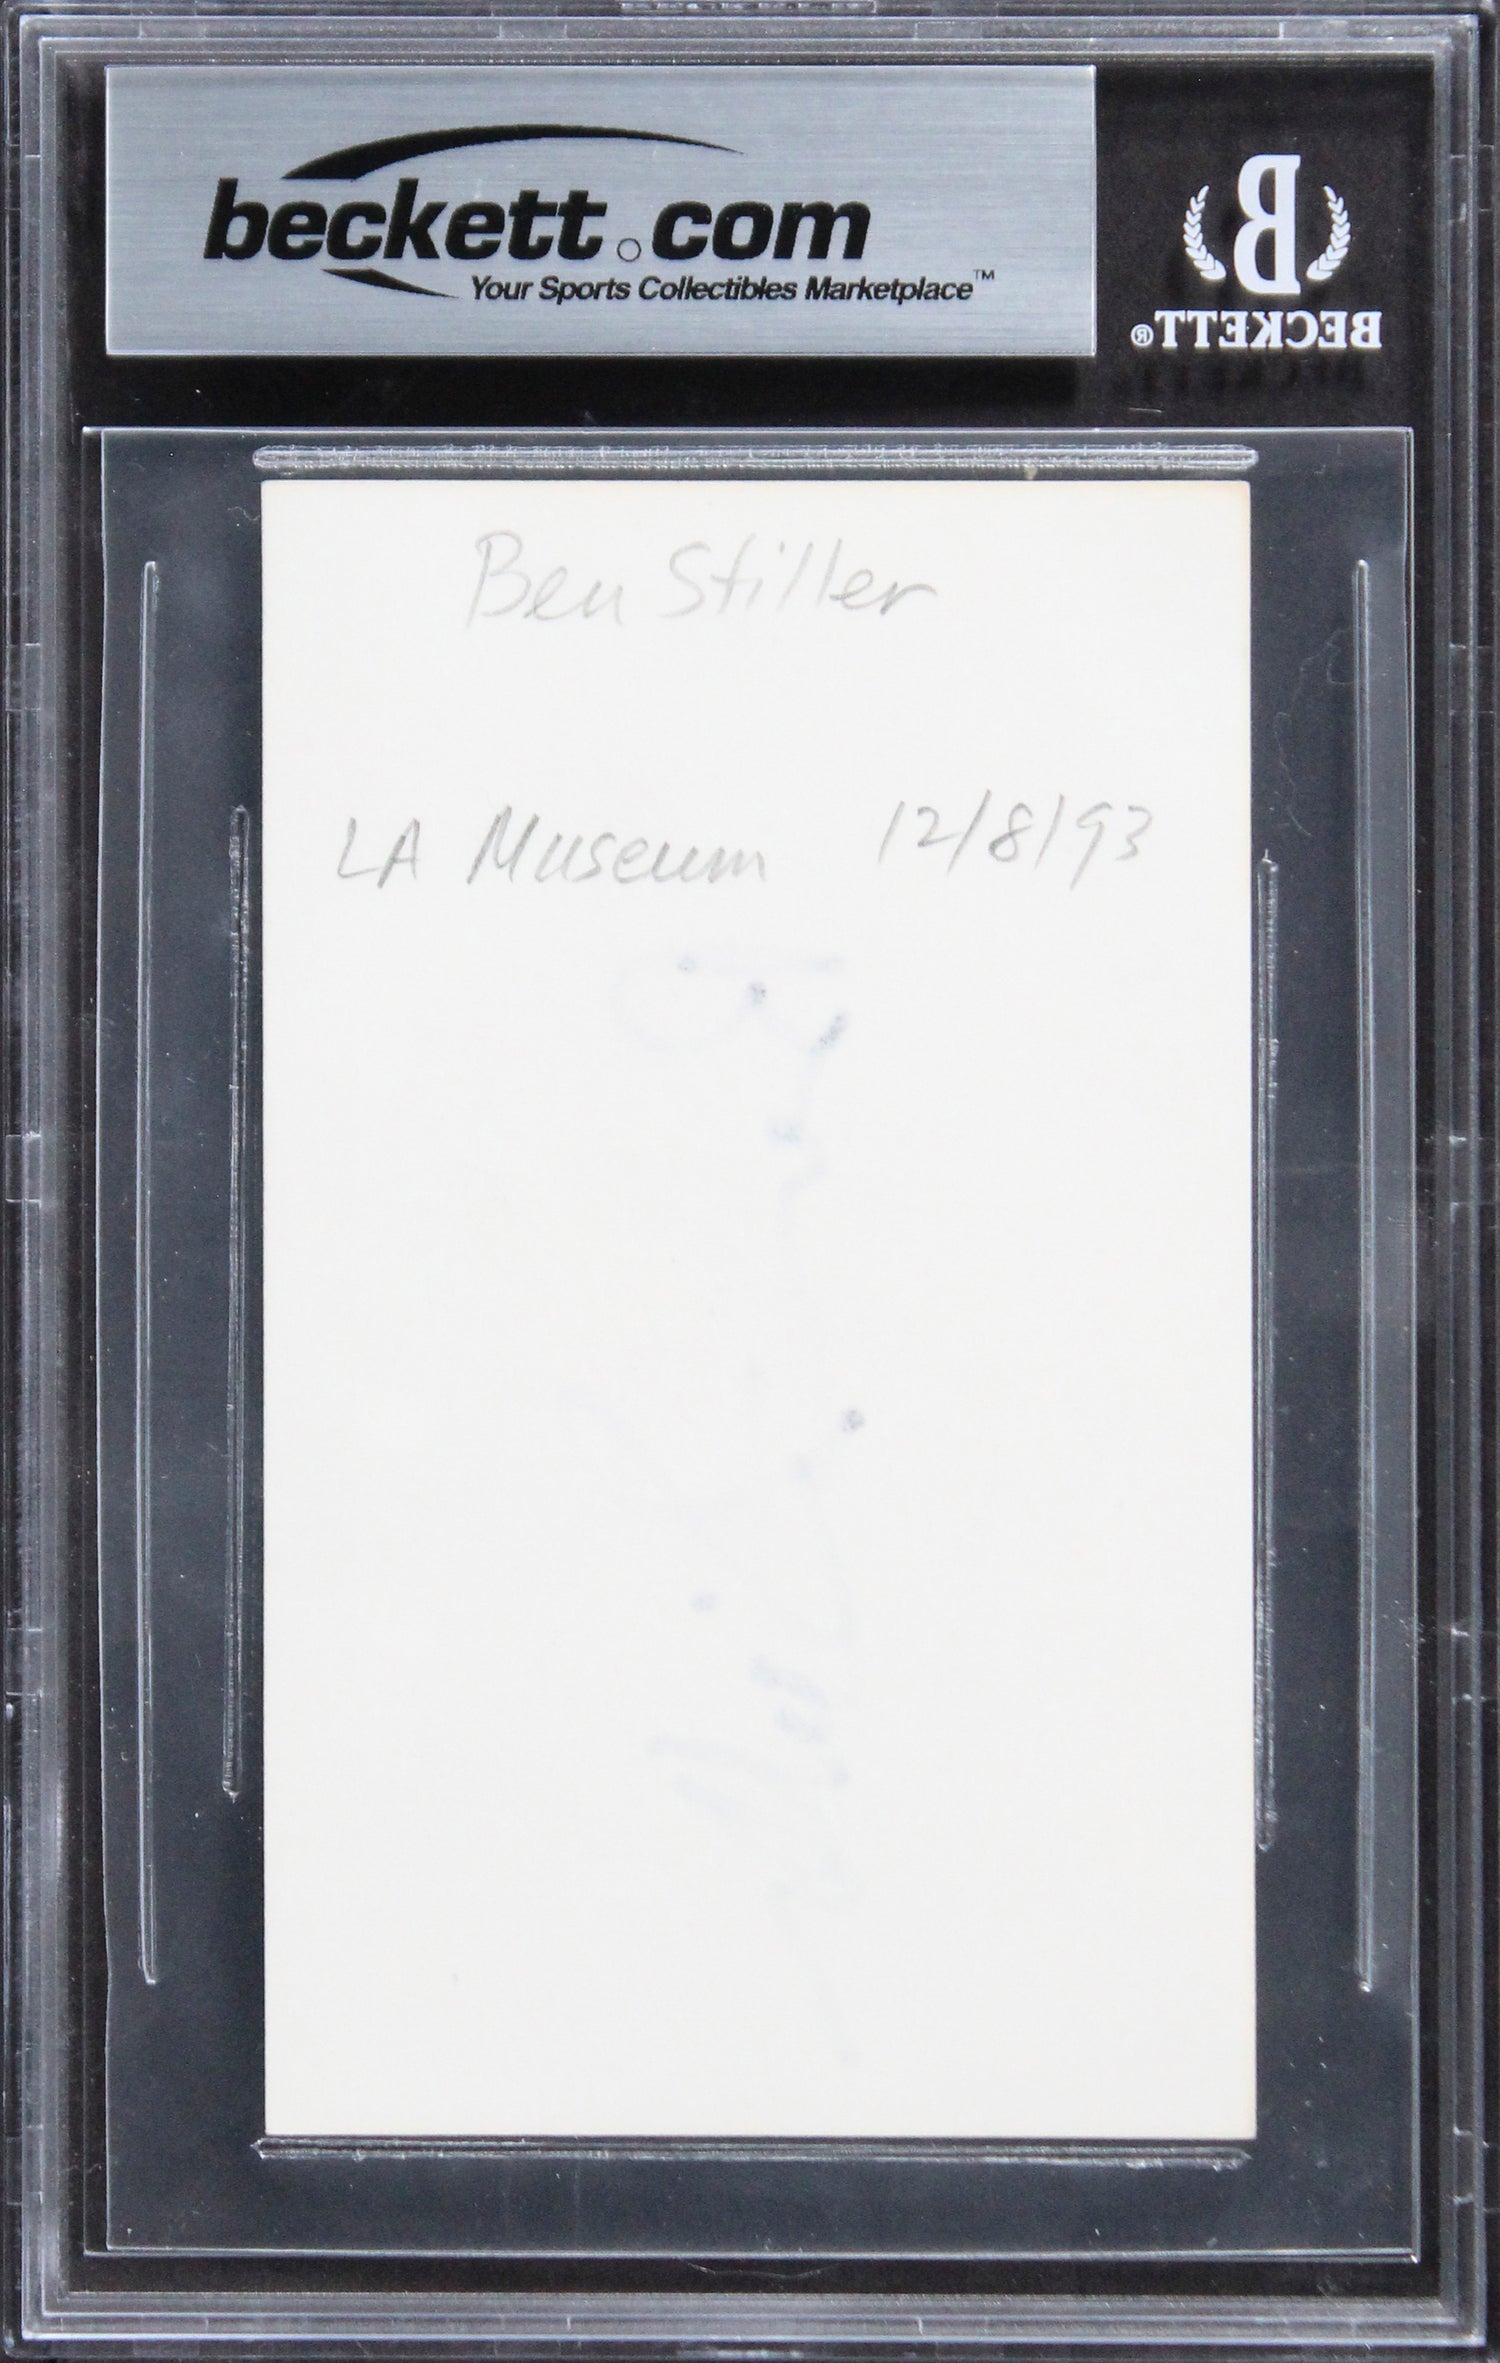 beckett.com
Your Sports Collectibles Marketplace™
B
BECKETT®
Ben Stiller
LA Museum 12/8/93